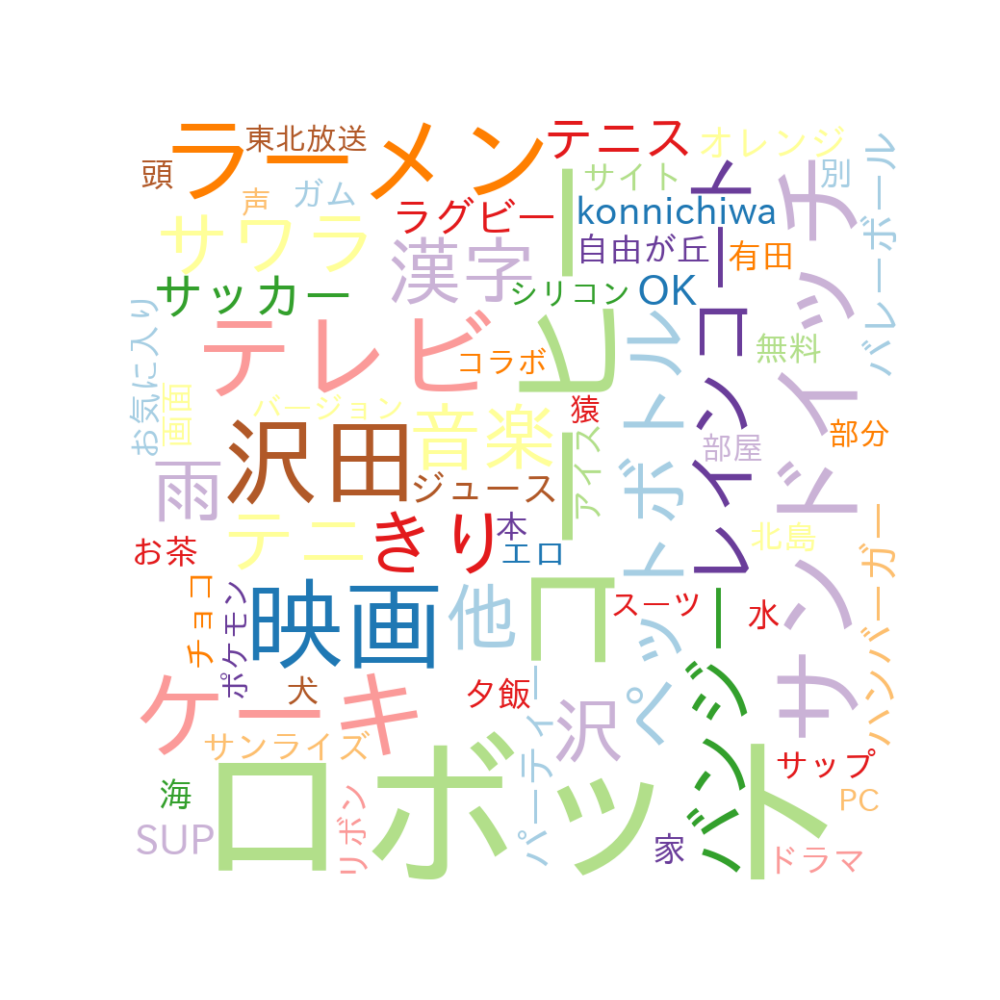 ラーメン
東北放送
テニス
オレンジ
頭
声
ガム
サイト
別
バレーボール
サワラ
ラグビー
konnichiwa
漢字
自由が丘
有田
サッカー
シリコン
OK
サンドイッチ
レインコート
コーヒー
お気に入り
テレビ
コラボ
ペットボトル
無料
画面
バージョン
音楽
猿
アイス
部屋
部分
沢田
ジュース
雨
テニ
きり
本
エロ
北島
お茶
チョコ
ポケモン
映画
他
スーツ
水
ハンバーガー
ケーキ
犬
夕飯
沢
バンジージ
サンライズ
パーティー
サップ
海
SUP
ロボット
リボン
家
PC
ドラマ